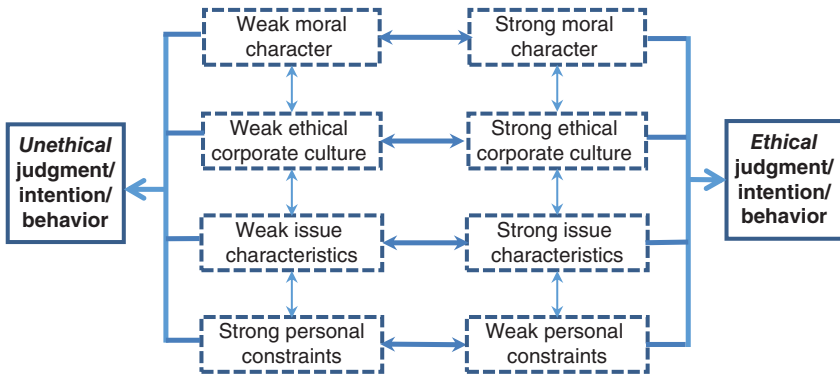 Weak moral
character
Strong moral
character
Unethical
judgment/
intention/
behavior
Weak ethical
corporate culture
Strong ethical
corporate culture
Ethical
judgment/
intention/
behavior
Weak issue
characteristics
Strong issue
characteristics
Strong personal
constraints
Weak personal
constraints